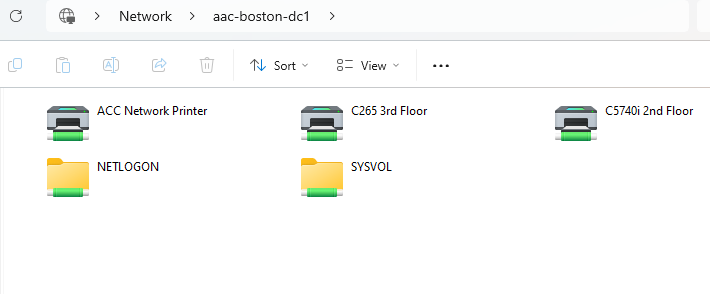 Network > aac-boston-dc1 >
Sort View ...
ACC Network Printer C265 3rd Floor C5740i 2nd Floor
NETLOGON SYSVOL